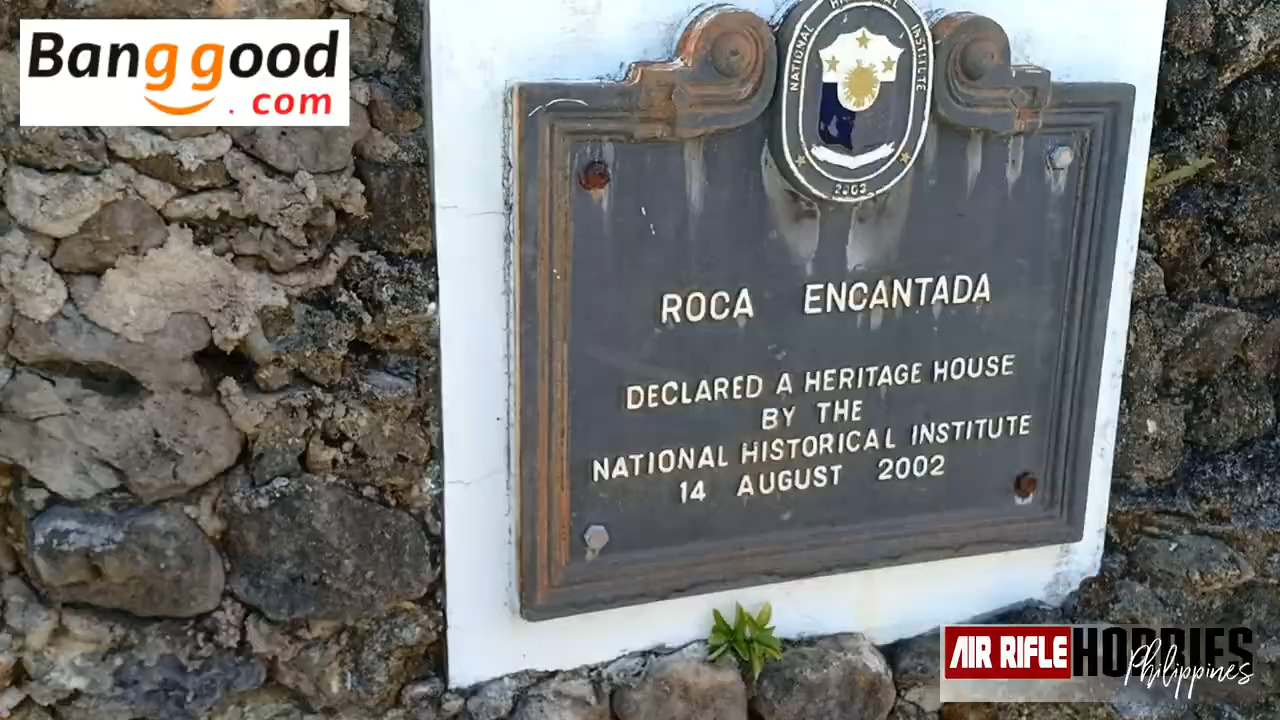 Banggood
.com
NATIONAL HISTORICAL INSTITUTE
2003
ROCA ENCANTADA
DECLARED A HERITAGE HOUSE
BY THE
NATIONAL HISTORICAL INSTITUTE
14 AUGUST 2002
AIR RIFLE HOBBIES
Philippines